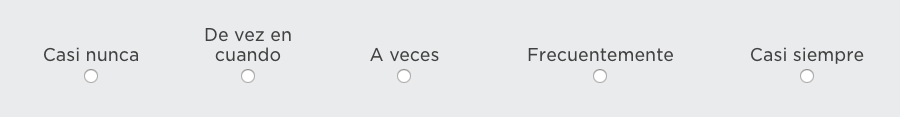 Casi nunca
De vez en
cuando
A veces
Frecuentemente
Casi siempre